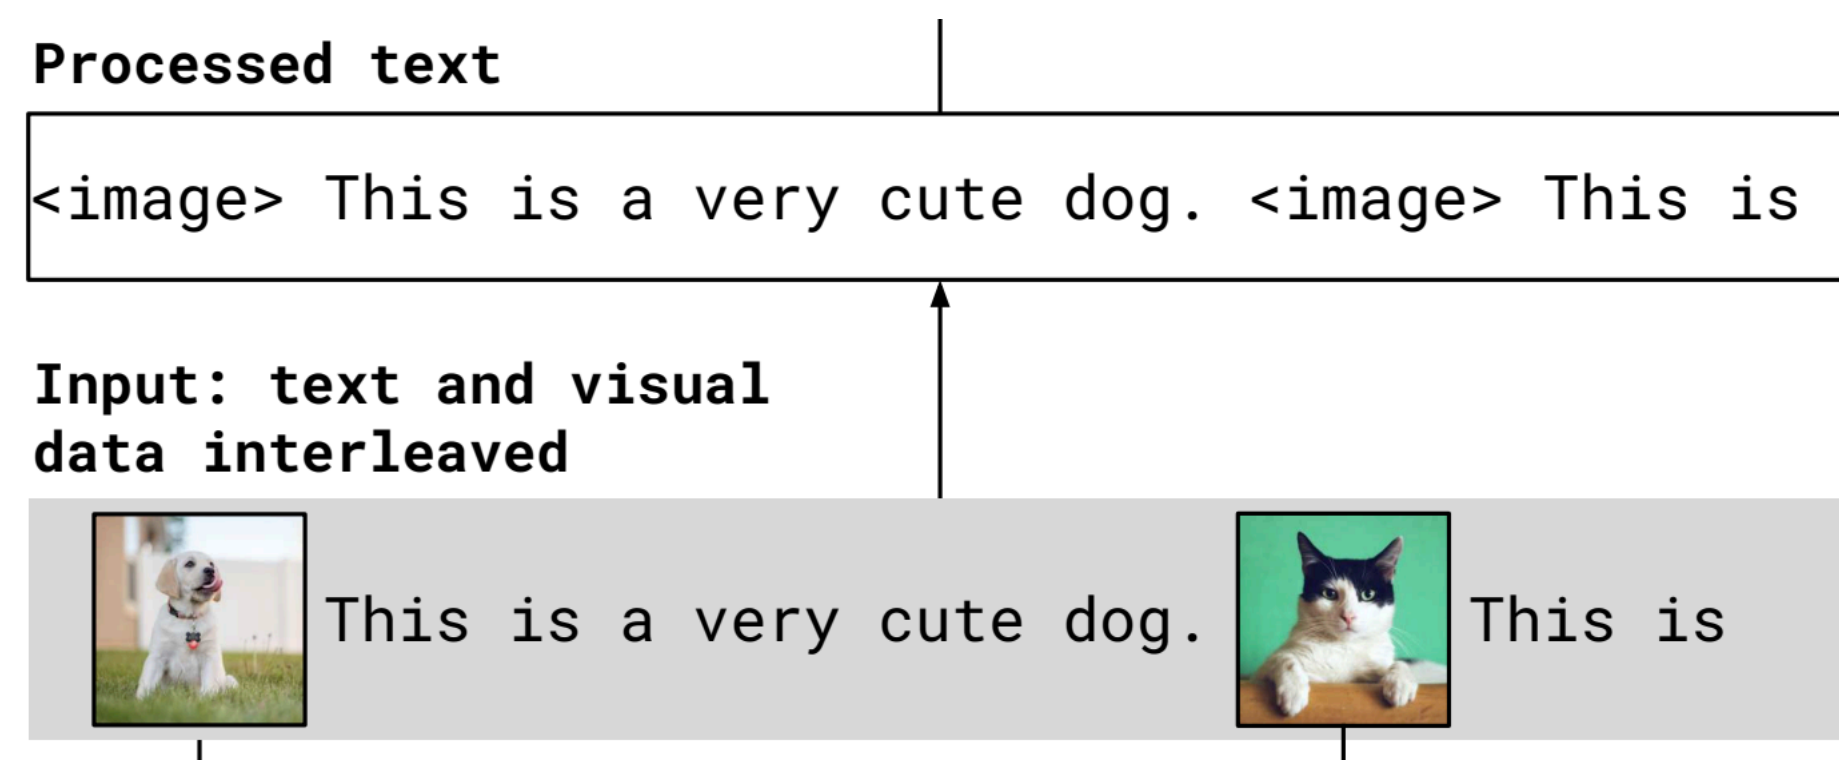 Processed text
<image> This is a very cute dog. <image> This is
Input: text and visual
data interleaved
This is a very cute dog. This is